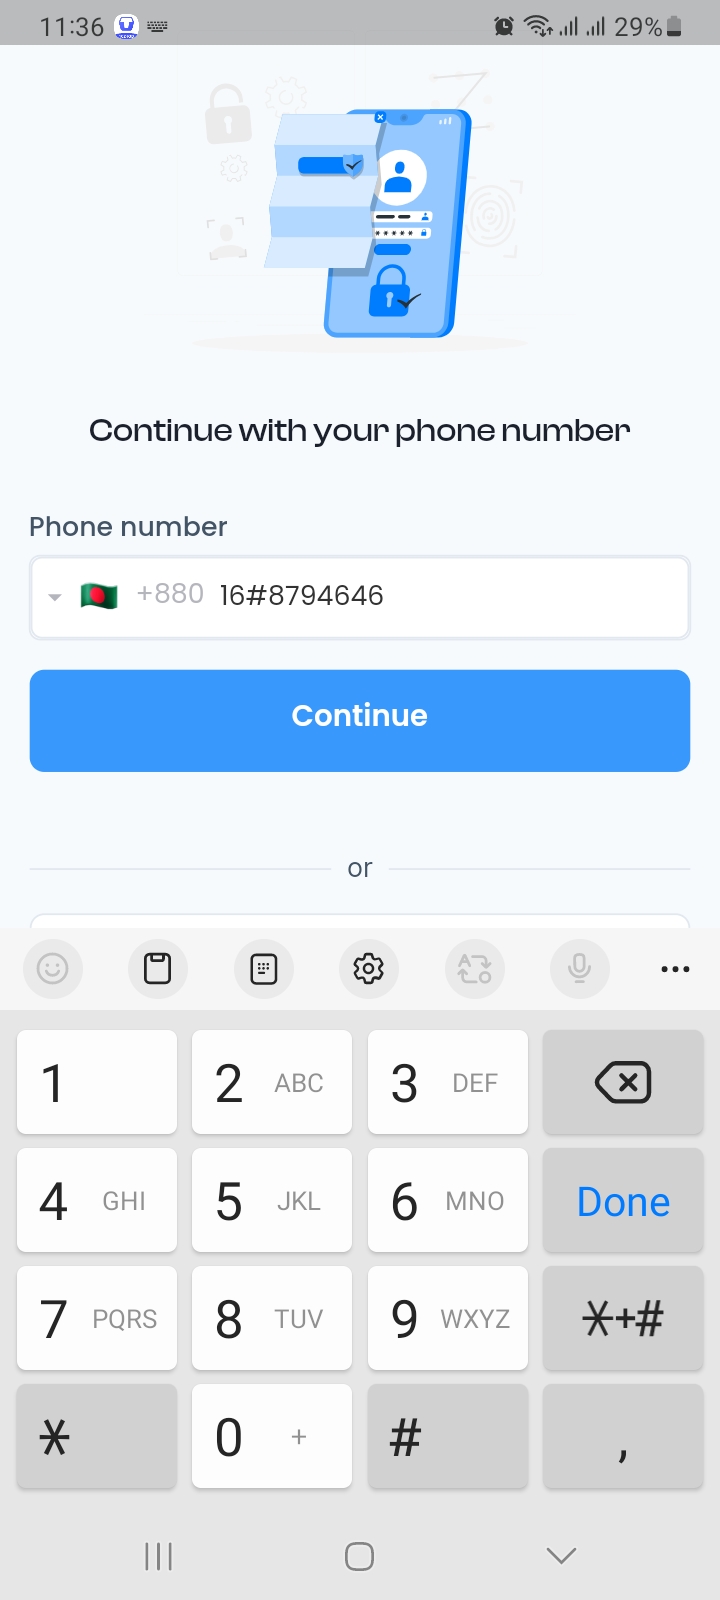 11:36 29%
Continue with your phone number
Phone number
+880 16#8794646
Continue
or
1 2 ABC 3 DEF
4 GHI 5 JKL 6 MNO Done
7 PQRS 8 TUV 9 WXYZ *+#
* 0 + # ,